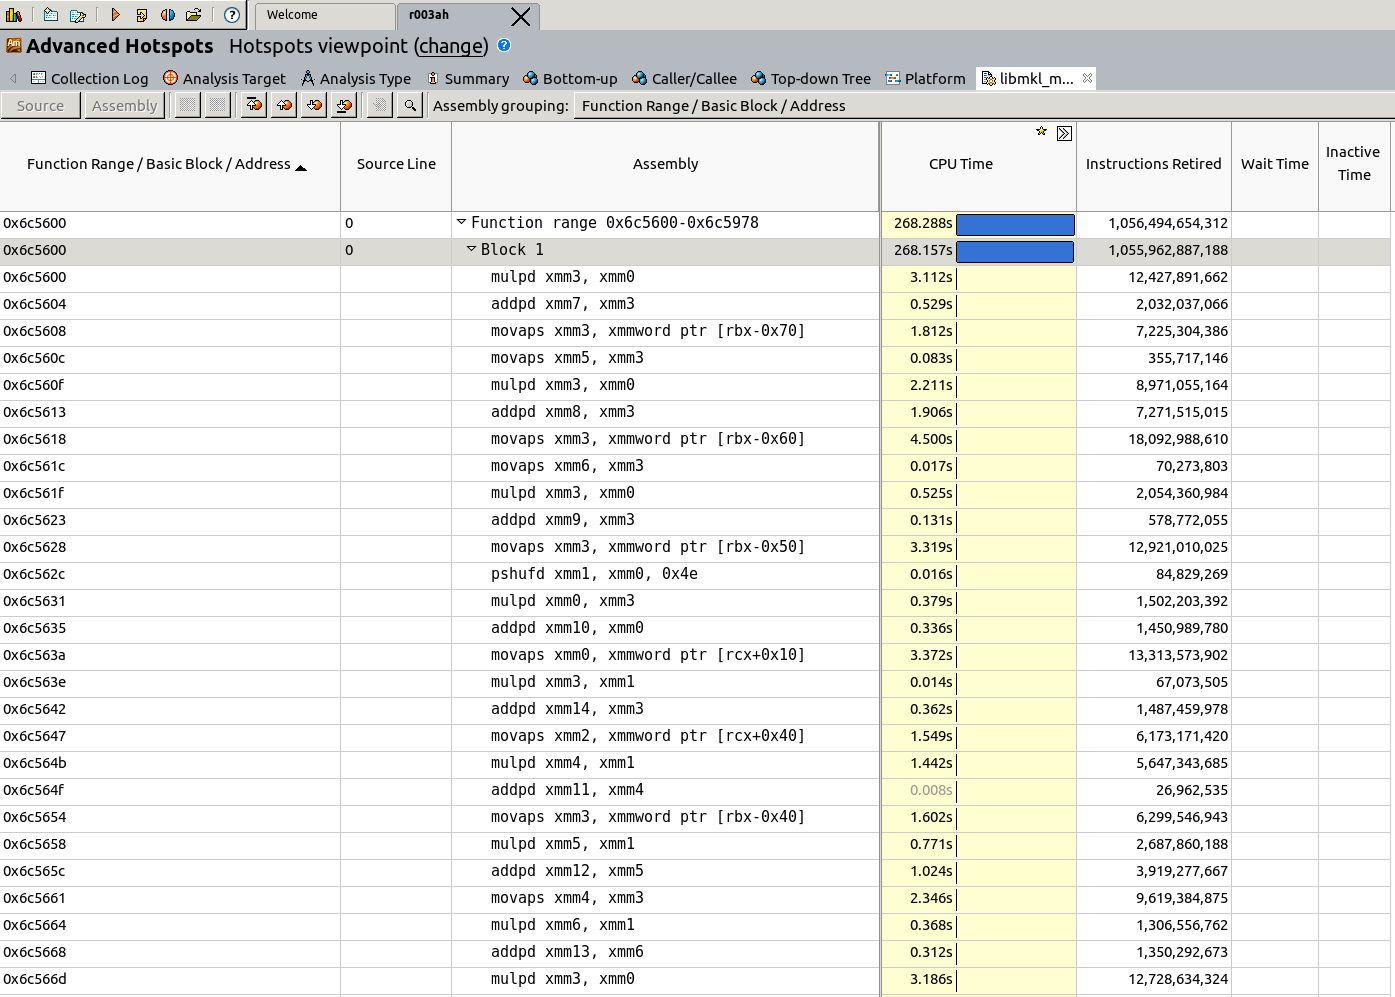 Welcome
r003ah
Advanced Hotspots Hotspots viewpoint (change) ?
Collection Log Analysis Target Analysis Type Summary Bottom-up Caller/Callee Top-down Tree Platform libmkl_m...
Source Assembly Assembly grouping: Function Range / Basic Block / Address
Function Range / Basic Block / Address Source Line Assembly CPU Time Instructions Retired Wait Time Inactive Time
0x6c5600 0 Function range 0x6c5600-0x6c5978 268.288s 1,056,494,654,312
0x6c5600 0 Block 1 268.157s 1,055,962,887,188
0x6c5600 mulpd xmm3, xmm0 3.112s 12,427,891,662
0x6c5604 addpd xmm7, xmm3 0.529s 2,032,037,066
0x6c5608 movaps xmm3, xmmword ptr [rbx-0x70] 1.812s 7,225,304,386
0x6c560c movaps xmm5, xmm3 0.083s 355,717,146
0x6c560f mulpd xmm3, xmm0 2.211s 8,971,055,164
0x6c5613 addpd xmm8, xmm3 1.906s 7,271,515,015
0x6c5618 movaps xmm3, xmmword ptr [rbx-0x60] 4.500s 18,092,988,610
0x6c561c movaps xmm6, xmm3 0.017s 70,273,803
0x6c561f mulpd xmm3, xmm0 0.525s 2,054,360,984
0x6c5623 addpd xmm9, xmm3 0.131s 578,772,055
0x6c5628 movaps xmm3, xmmword ptr [rbx-0x50] 3.319s 12,921,010,025
0x6c562c pshufd xmm1, xmm0, 0x4e 0.016s 84,829,269
0x6c5631 mulpd xmm0, xmm3 0.379s 1,502,203,392
0x6c5635 addpd xmm10, xmm0 0.336s 1,450,989,780
0x6c563a movaps xmm0, xmmword ptr [rcx+0x10] 3.372s 13,313,573,902
0x6c563e mulpd xmm3, xmm1 0.014s 67,073,505
0x6c5642 addpd xmm14, xmm3 0.362s 1,487,459,978
0x6c5647 movaps xmm2, xmmword ptr [rcx+0x40] 1.549s 6,173,171,420
0x6c564b mulpd xmm4, xmm1 1.442s 5,647,343,685
0x6c564f addpd xmm11, xmm4 0.008s 26,962,535
0x6c5654 movaps xmm3, xmmword ptr [rbx-0x40] 1.602s 6,299,546,943
0x6c5658 mulpd xmm5, xmm1 0.771s 2,687,860,188
0x6c565c addpd xmm12, xmm5 1.024s 3,919,277,667
0x6c5661 movaps xmm4, xmm3 2.346s 9,619,384,875
0x6c5664 mulpd xmm6, xmm1 0.368s 1,306,556,762
0x6c5668 addpd xmm13, xmm6 0.312s 1,350,292,673
0x6c566d mulpd xmm3, xmm0 3.186s 12,728,634,324